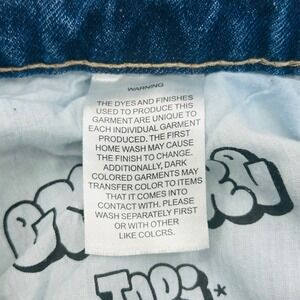 WARNING
THE DYES AND FINISHES
USED TO PRODUCE THIS
GARMENT ARE UNIQUE TO
EACH INDIVIDUAL GARMENT
PRODUCED. THE FIRST
HOME WASH MAY CAUSE
THE FINISH TO CHANGE.
ADDITIONALLY, DARK
COLORED GARMENTS MAY
TRANSFER COLOR TO ITEMS
THAT IT COMES INTO
CONTACT WITH. PLEASE
WASH SEPARATELY FIRST
OR WITH OTHER
LIKE COLCRS.